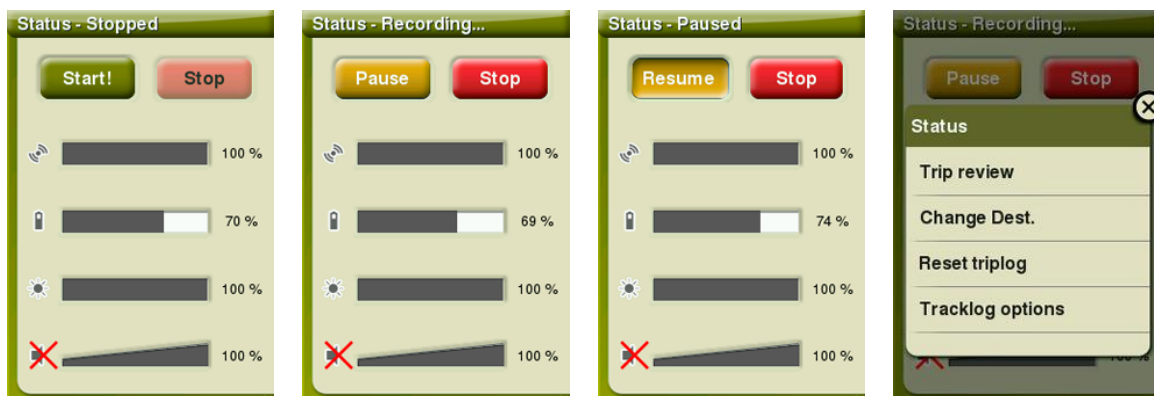 Status - Stopped
Start! Stop
100 %
70 %
100 %
100 %
Status - Recording...
Pause Stop
100 %
69 %
100 %
100 %
Status - Paused
Resume Stop
100 %
74 %
100 %
100 %
Status - Recording...
Pause Stop
Status
Trip review
Change Dest.
Reset triplog
Tracklog options